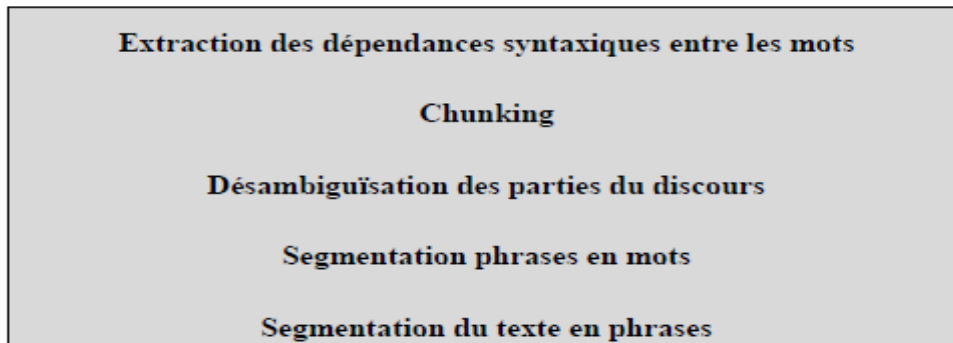 Extraction des dépendances syntaxiques entre les mots
Chunking
Désambiguïsation des parties du discours
Segmentation phrases en mots
Segmentation du texte en phrases